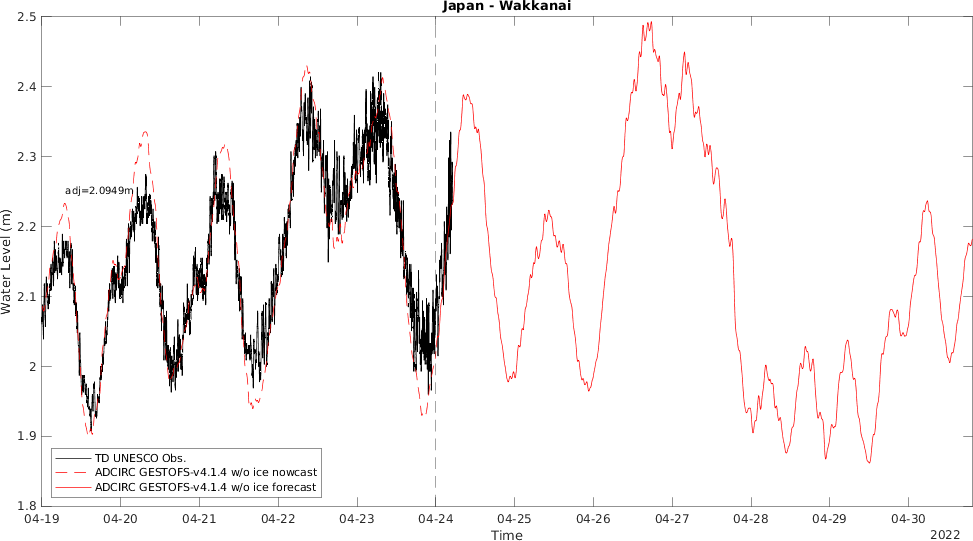 Japan - Wakkanai
2.5
2.4
2.3
2.2
2.1
2
1.9
1.8
Water Level (m)
adj=2.0949m
TD UNESCO Obs.
ADCIRC GESTOFS-v4.1.4 w/o ice nowcast
ADCIRC GESTOFS-v4.1.4 w/o ice forecast
04-19 04-20 04-21 04-22 04-23 04-24 04-25 04-26 04-27 04-28 04-29 04-30
Time
2022